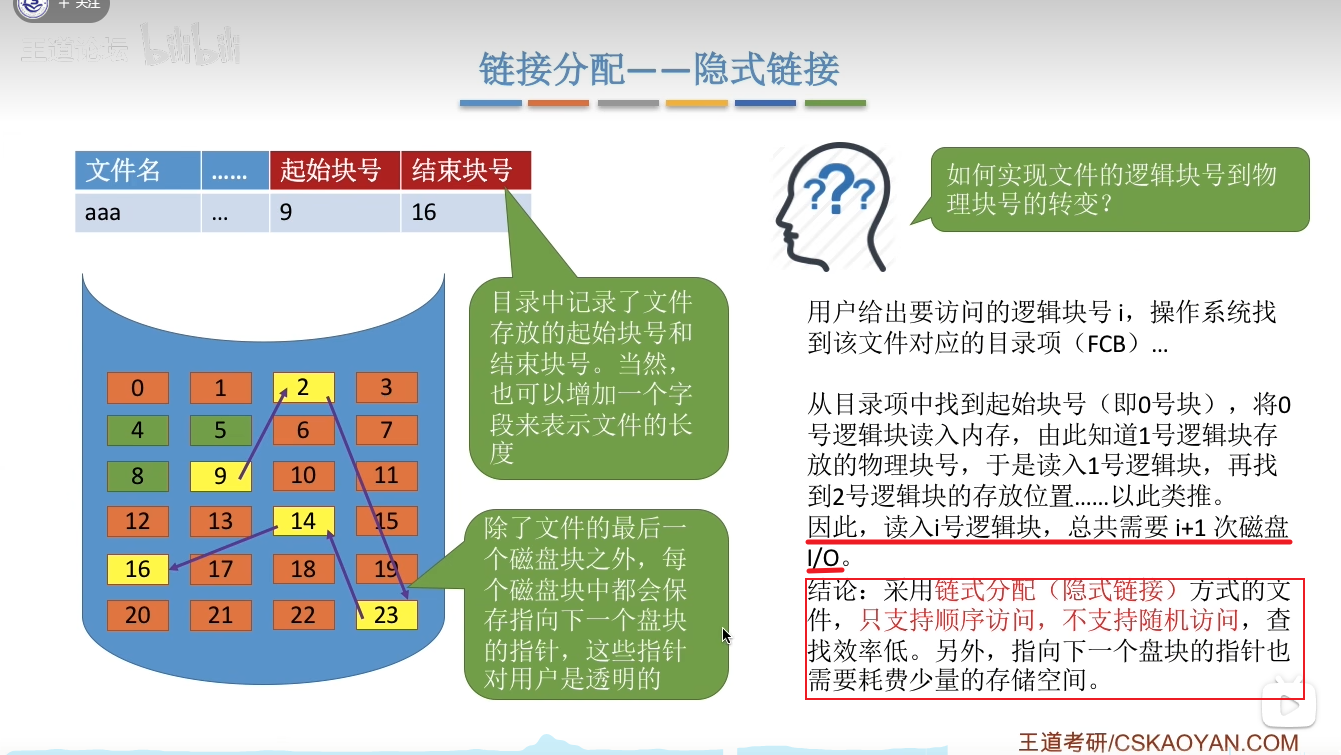 + 关注
王道论坛 bilibili
链接分配——隐式链接
文件名 …… 起始块号 结束块号
aaa … 9 16
目录中记录了文件
存放的起始块号和
结束块号。当然，
也可以增加一个字
段来表示文件的长
度
0 1 2 3
4 5 6 7
8 9 10 11
12 13 14 15
16 17 18 19
20 21 22 23
除了文件的最后一
个磁盘块之外，每
个磁盘块中都会保
存指向下一个盘块
的指针，这些指针
对用户是透明的
???
如何实现文件的逻辑块号到物
理块号的转变？
用户给出要访问的逻辑块号 i，操作系统找
到该文件对应的目录项（FCB）…
从目录项中找到起始块号（即0号块），将0
号逻辑块读入内存，由此知道1号逻辑块存
放的物理块号，于是读入1号逻辑块，再找
到2号逻辑块的存放位置……以此类推。
因此，读入i号逻辑块，总共需要 i+1 次磁盘
I/O。
结论：采用链式分配（隐式链接）方式的文
件，只支持顺序访问，不支持随机访问，查
找效率低。另外，指向下一个盘块的指针也
需要耗费少量的存储空间。
王道考研/CSKAOYAN.COM